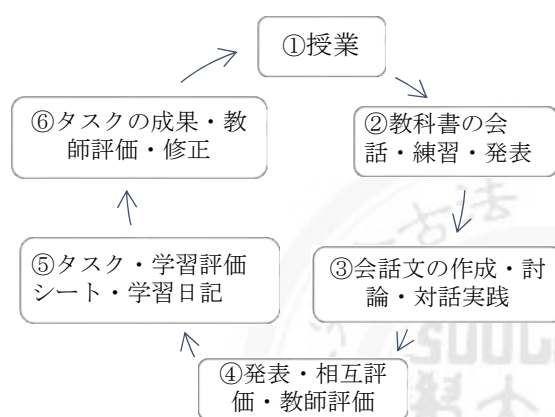 ①授業
②教科書の会
話・練習・発表
③会話文の作成・討
論・対話実践
④発表・相互評
価・教師評価
⑤タスク・学習評価
シート・学習日記
⑥タスクの成果・教
師評価・修正